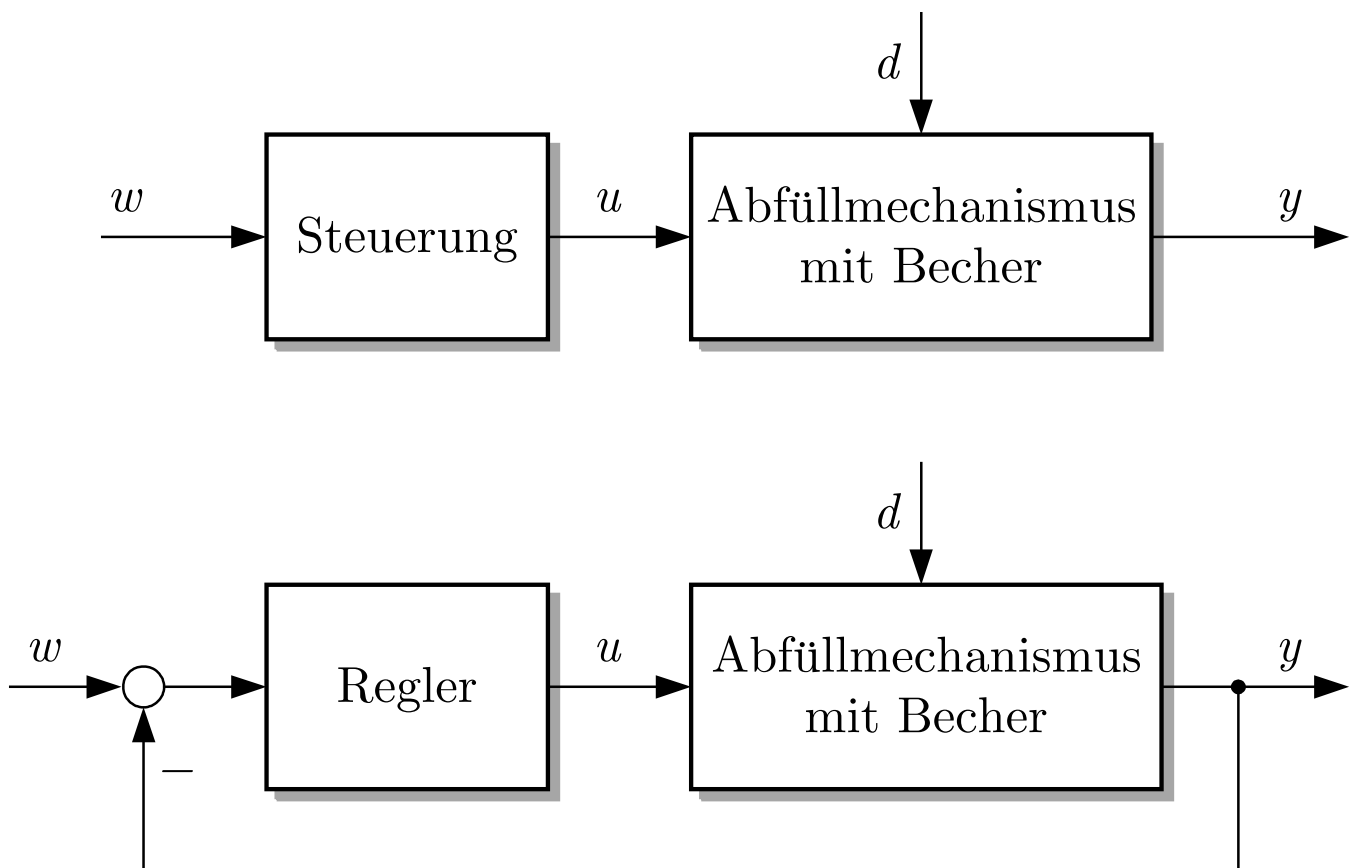 d
w
Steuerung
u
Abfüllmechanismus
mit Becher
y
d
w
Regler
u
Abfüllmechanismus
mit Becher
y
−